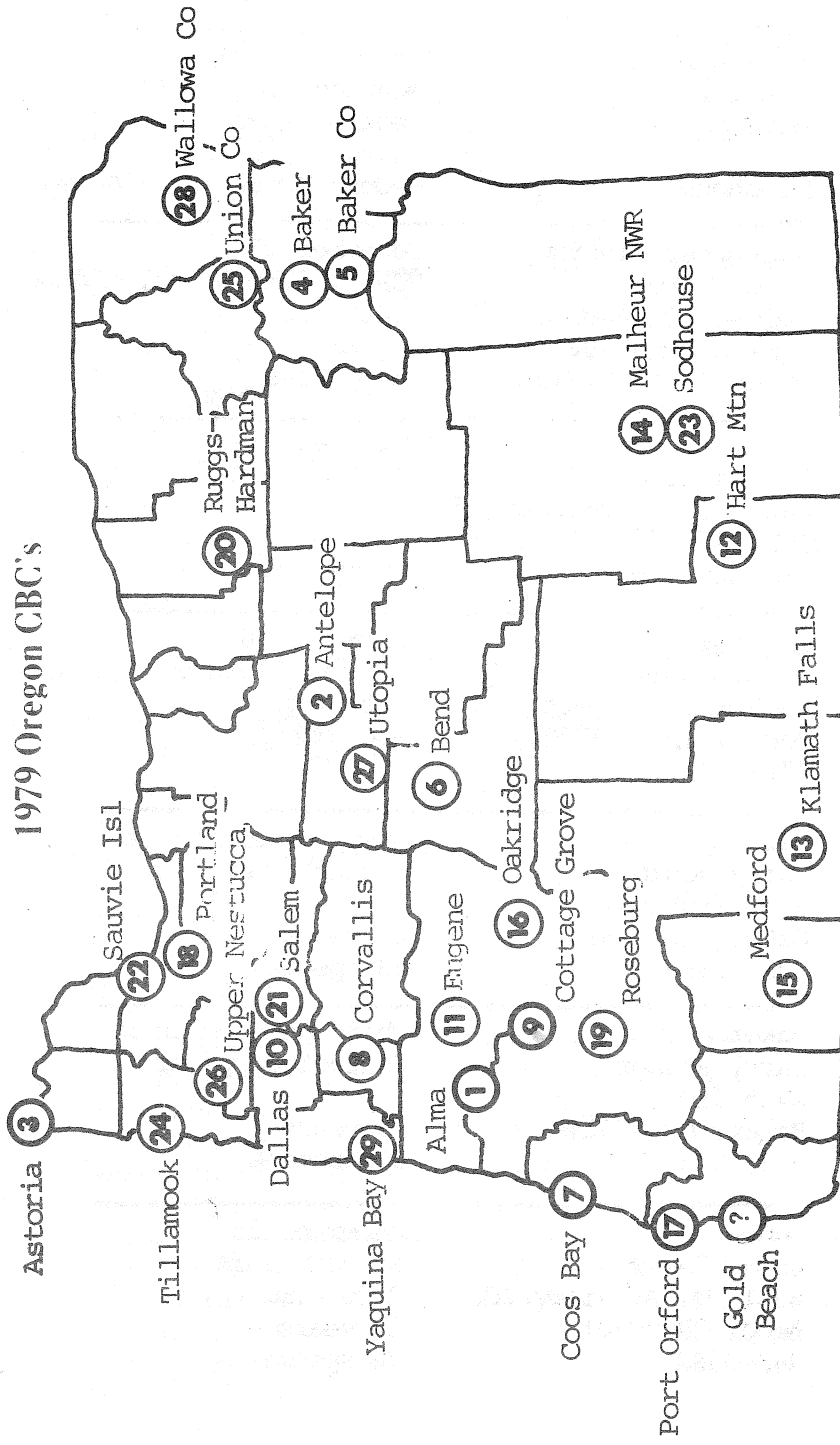 1979 Oregon CBC's
Astoria
3
Tillamook
24
Sauvie Isl
22
18
Portland
26
Upper Nestucca
Dallas
10
21
Salem
Yaquina Bay
29
8
Corvallis
Alma
1
11
Eugene
9
Cottage Grove
16
Oakridge
Coos Bay
7
19
Roseburg
Port Orford
17
Gold
Beach
?
15
Medford
13
Klamath Falls
2
Antelope
27
Utopia
6
Bend
20
Ruggs-
Hardman
28
Wallowa Co
25
Union Co
4
Baker
5
Baker Co
14
Malheur NWR
23
Sodhouse
12
Hart Mtn